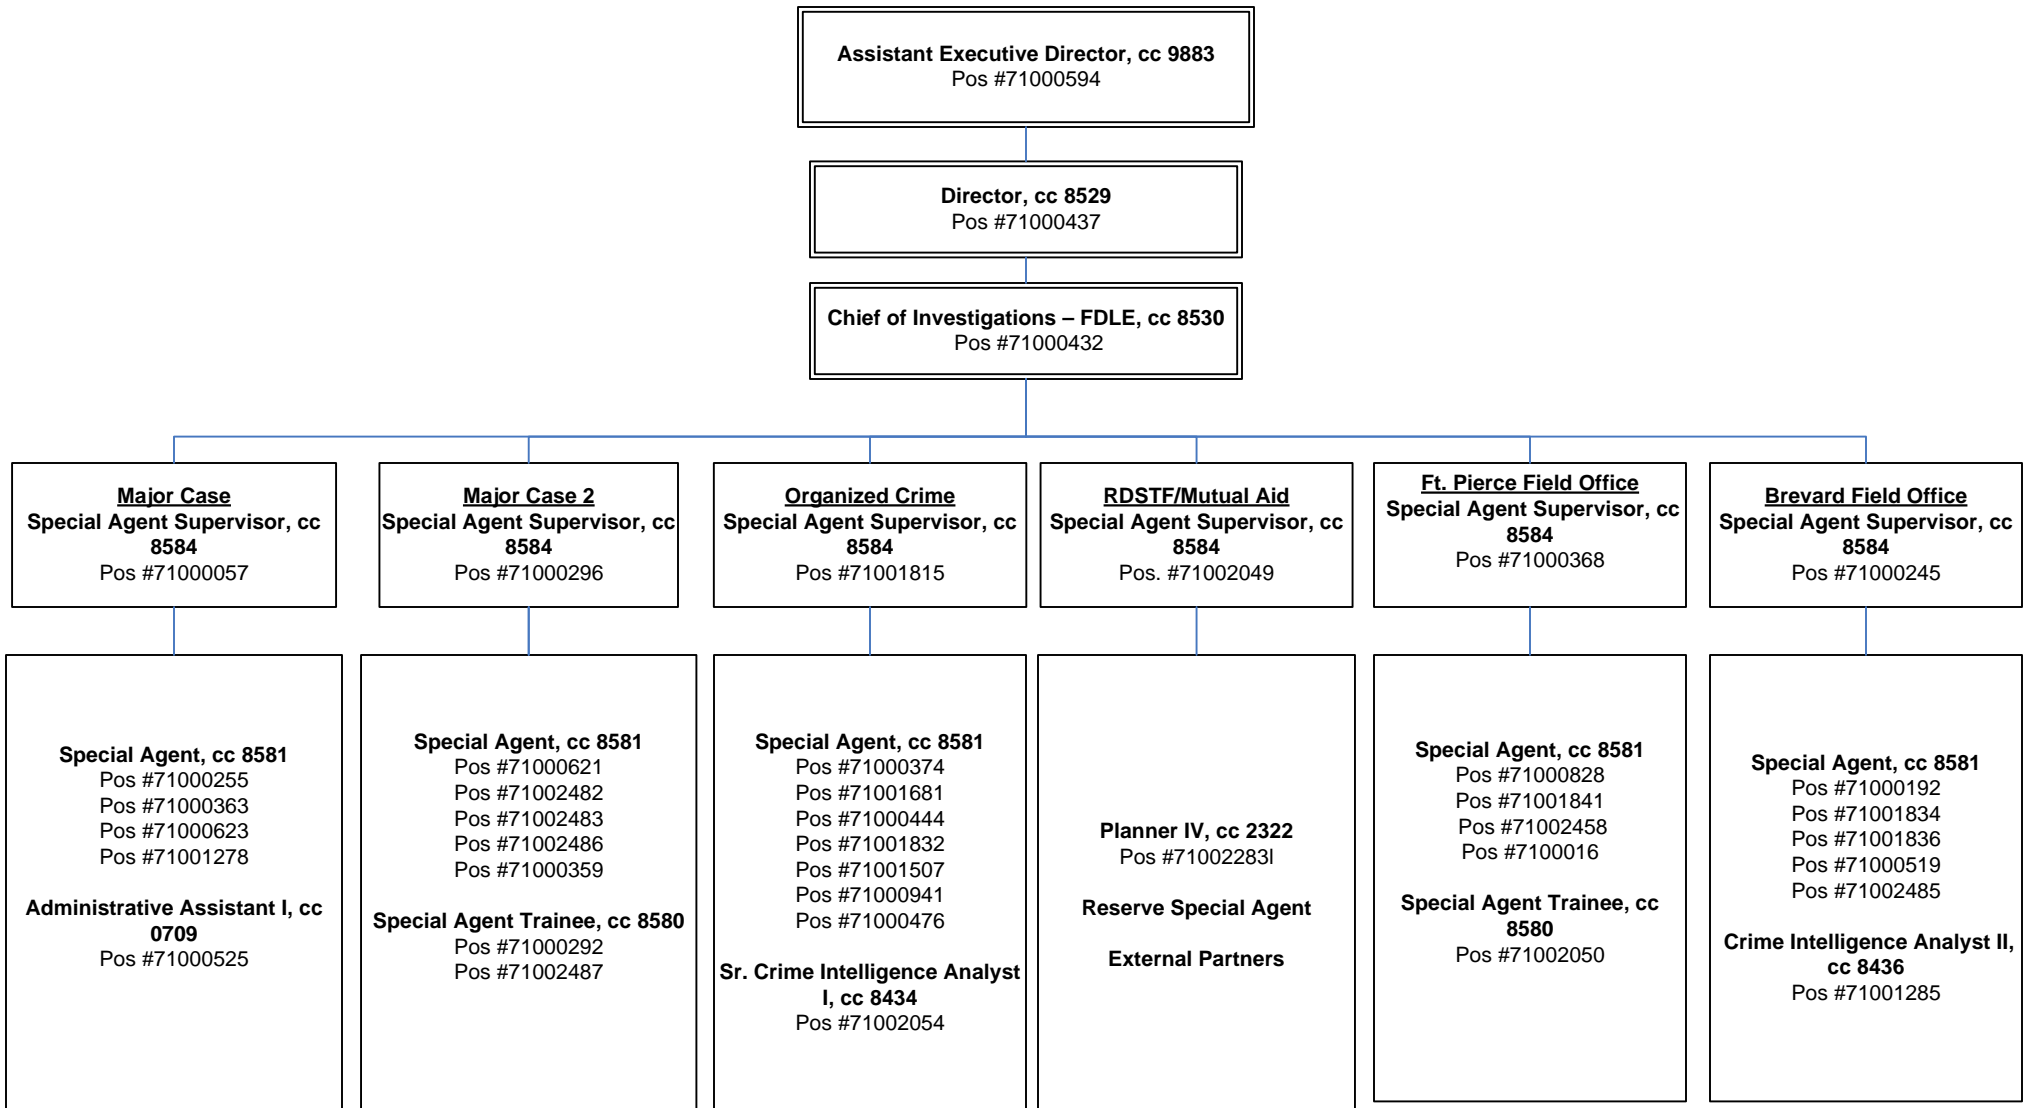 Assistant Executive Director, cc 9883
Pos #71000594
Director, cc 8529
Pos #71000437
Chief of Investigations – FDLE, cc 8530
Pos #71000432
Major Case
Special Agent Supervisor, cc
8584
Pos #71000057
Major Case 2
Special Agent Supervisor, cc
8584
Pos #71000296
Organized Crime
Special Agent Supervisor, cc
8584
Pos #71001815
RDSTF/Mutual Aid
Special Agent Supervisor, cc
8584
Pos. #71002049
Ft. Pierce Field Office
Special Agent Supervisor, cc
8584
Pos #71000368
Brevard Field Office
Special Agent Supervisor, cc
8584
Pos #71000245
Special Agent, cc 8581
Pos #71000255
Pos #71000363
Pos #71000623
Pos #71001278
Administrative Assistant I, cc
0709
Pos #71000525
Special Agent, cc 8581
Pos #71000621
Pos #71002482
Pos #71002483
Pos #71002486
Pos #71000359
Special Agent Trainee, cc 8580
Pos #71000292
Pos #71002487
Special Agent, cc 8581
Pos #71000374
Pos #71001681
Pos #71000444
Pos #71001832
Pos #71001507
Pos #71000941
Pos #71000476
Sr. Crime Intelligence Analyst
I, cc 8434
Pos #71002054
Planner IV, cc 2322
Pos #71002283l
Reserve Special Agent
External Partners
Special Agent, cc 8581
Pos #71000828
Pos #71001841
Pos #71002458
Pos #7100016
Special Agent Trainee, cc
8580
Pos #71002050
Special Agent, cc 8581
Pos #71000192
Pos #71001834
Pos #71001836
Pos #71000519
Pos #71002485
Crime Intelligence Analyst II,
cc 8436
Pos #71001285